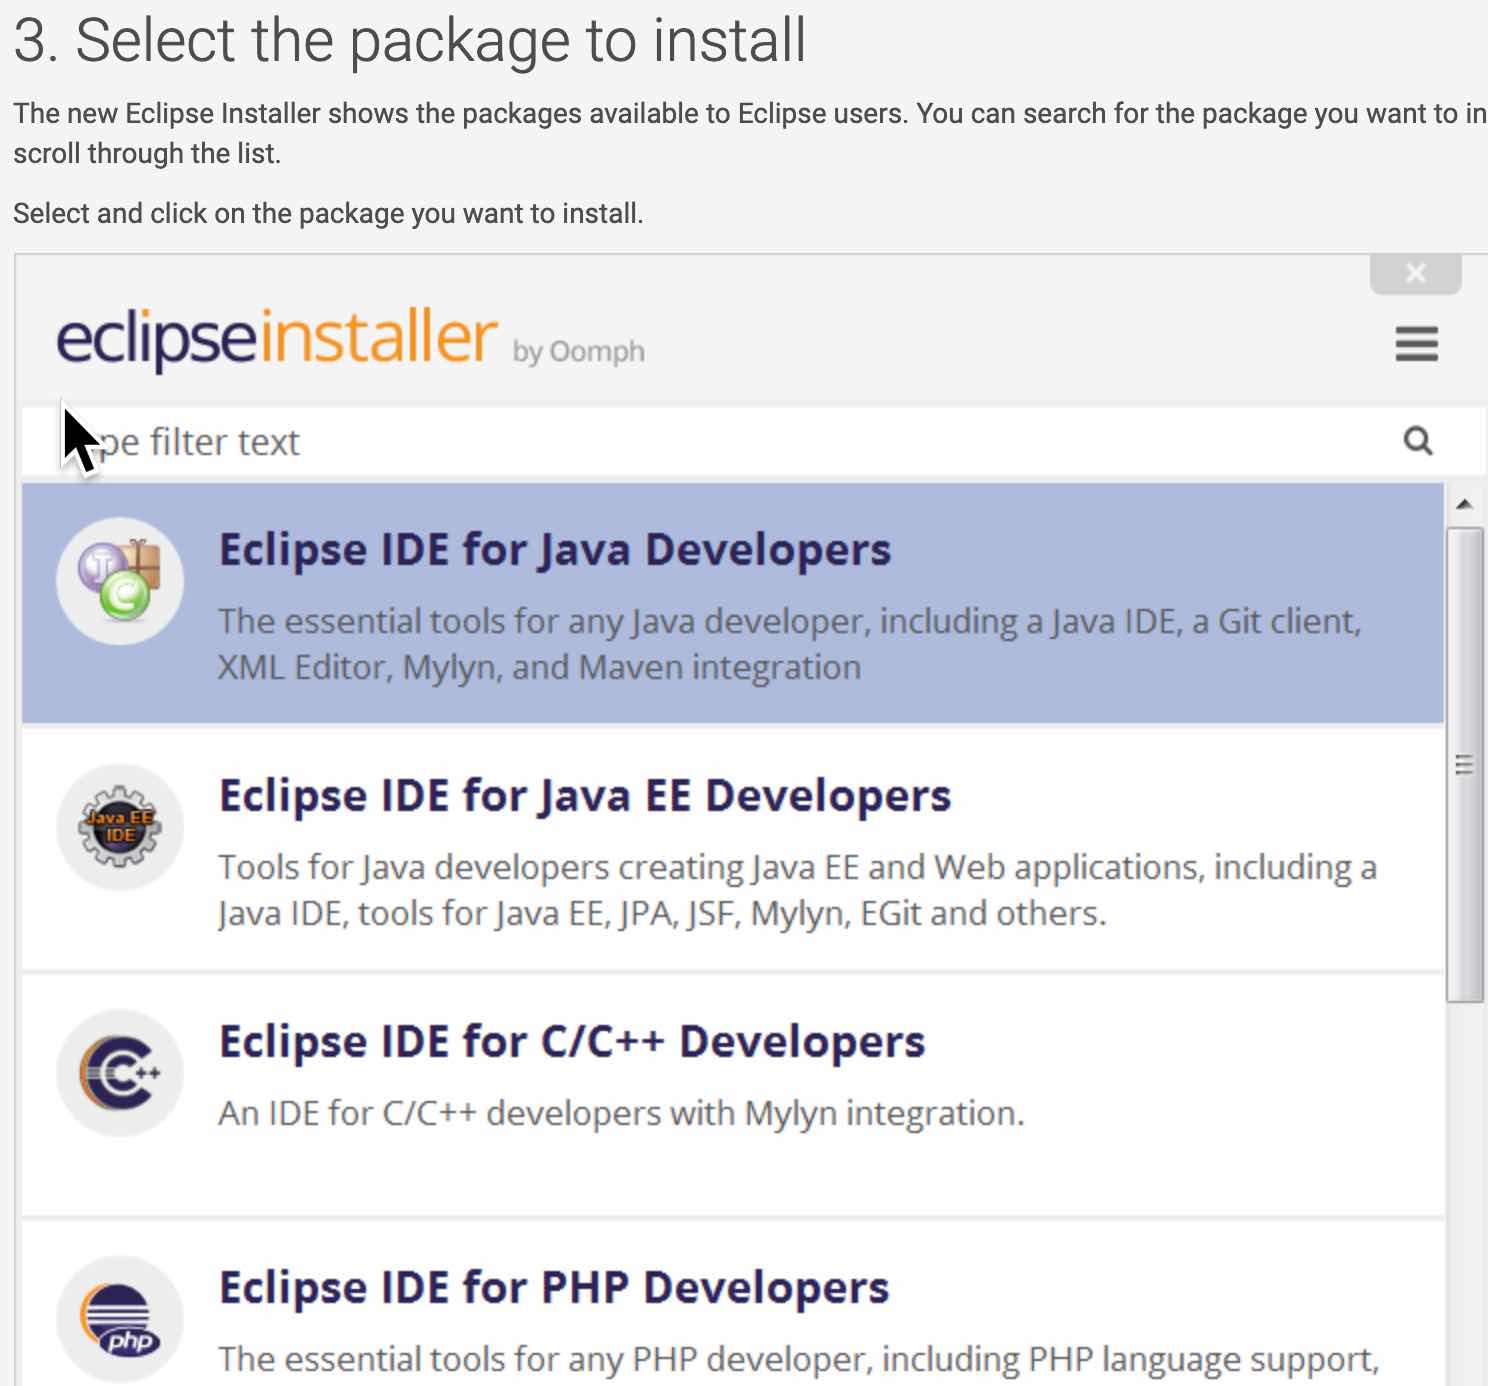 3. Select the package to install
The new Eclipse Installer shows the packages available to Eclipse users. You can search for the package you want to in
scroll through the list.
Select and click on the package you want to install.
eclipseinstaller by Oomph
pe filter text
Eclipse IDE for Java Developers
The essential tools for any Java developer, including a Java IDE, a Git client,
XML Editor, Mylyn, and Maven integration
Java EE
IDE
Eclipse IDE for Java EE Developers
Tools for Java developers creating Java EE and Web applications, including a
Java IDE, tools for Java EE, JPA, JSF, Mylyn, EGit and others.
C++
Eclipse IDE for C/C++ Developers
An IDE for C/C++ developers with Mylyn integration.
php
Eclipse IDE for PHP Developers
The essential tools for any PHP developer, including PHP language support,